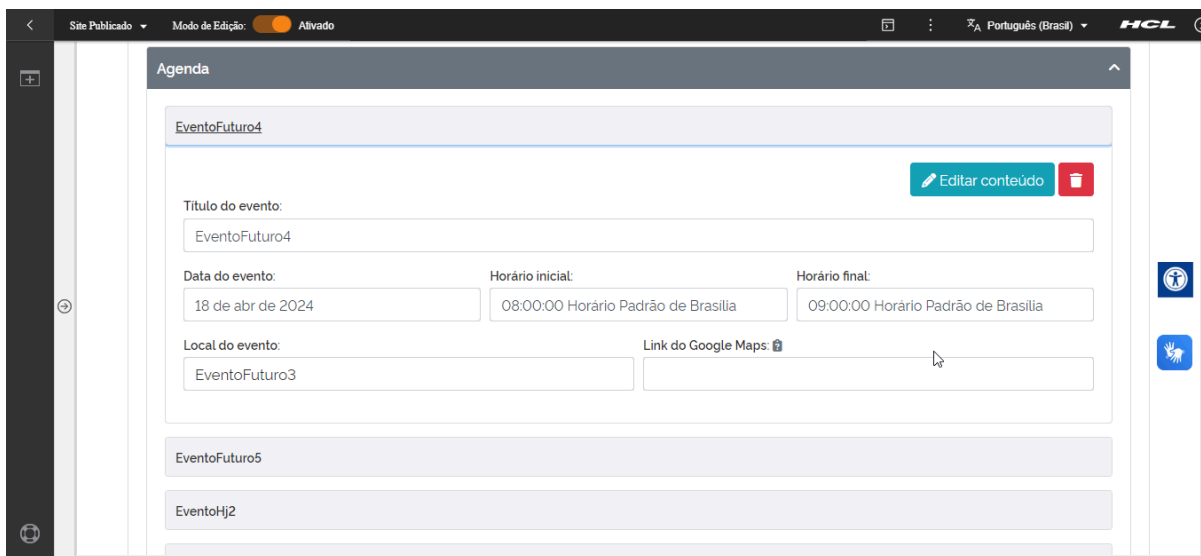 Site Publicado Modo de Edição: Ativado Português (Brasil) HCL
Agenda
EventoFuturo4
Editar conteúdo
Título do evento:
EventoFuturo4
Data do evento: Horário inicial: Horário final:
18 de abr de 2024 08:00:00 Horário Padrão de Brasília 09:00:00 Horário Padrão de Brasília
Local do evento: Link do Google Maps:
EventoFuturo3
EventoFuturo5
EventoHj2